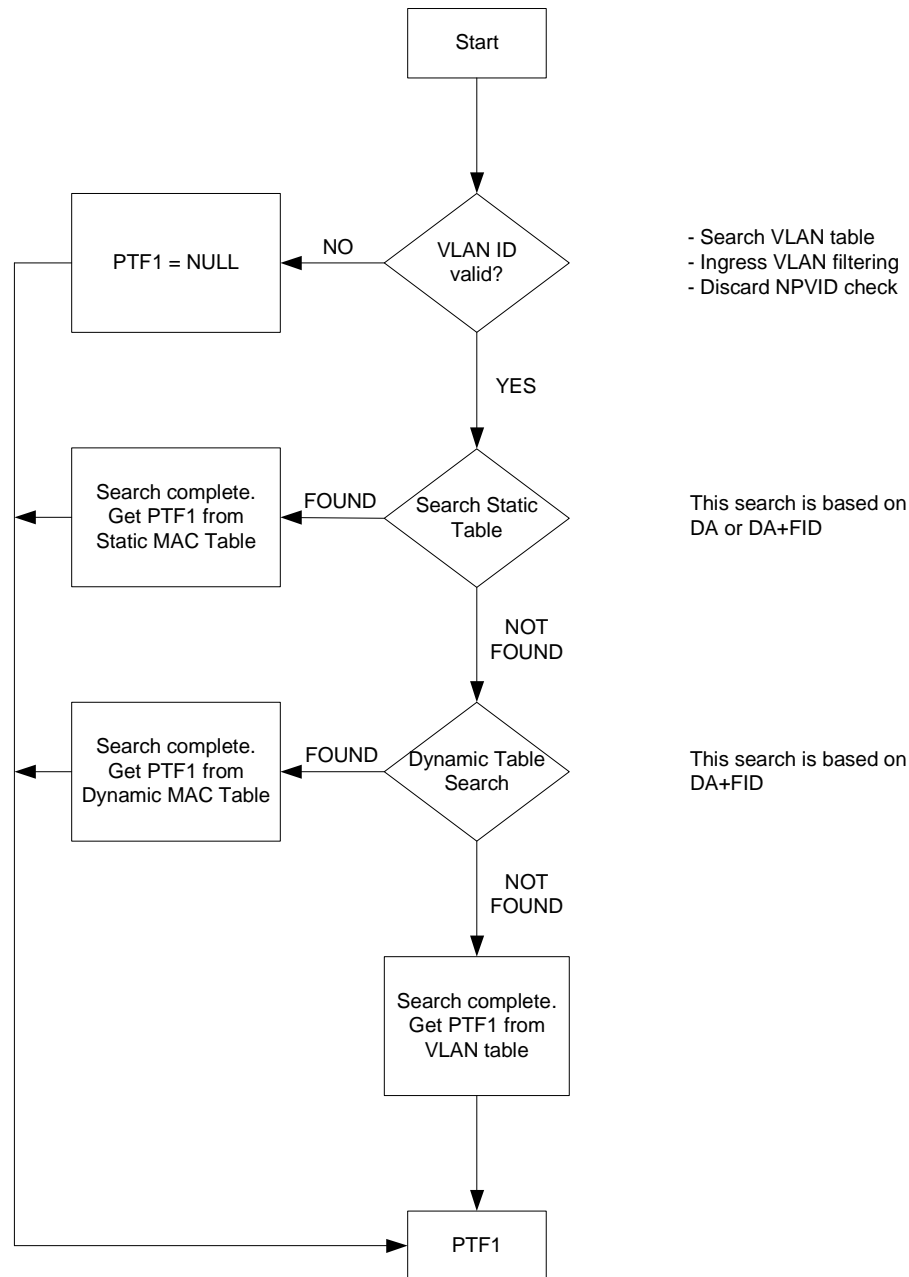 Start
PTF1 = NULL
NO
VLAN ID
valid?
- Search VLAN table
- Ingress VLAN filtering
- Discard NPVID check
YES
Search complete.
Get PTF1 from
Static MAC Table
FOUND
Search Static
Table
This search is based on
DA or DA+FID
NOT
FOUND
Search complete.
Get PTF1 from
Dynamic MAC Table
FOUND
Dynamic Table
Search
This search is based on
DA+FID
NOT
FOUND
Search complete.
Get PTF1 from
VLAN table
PTF1